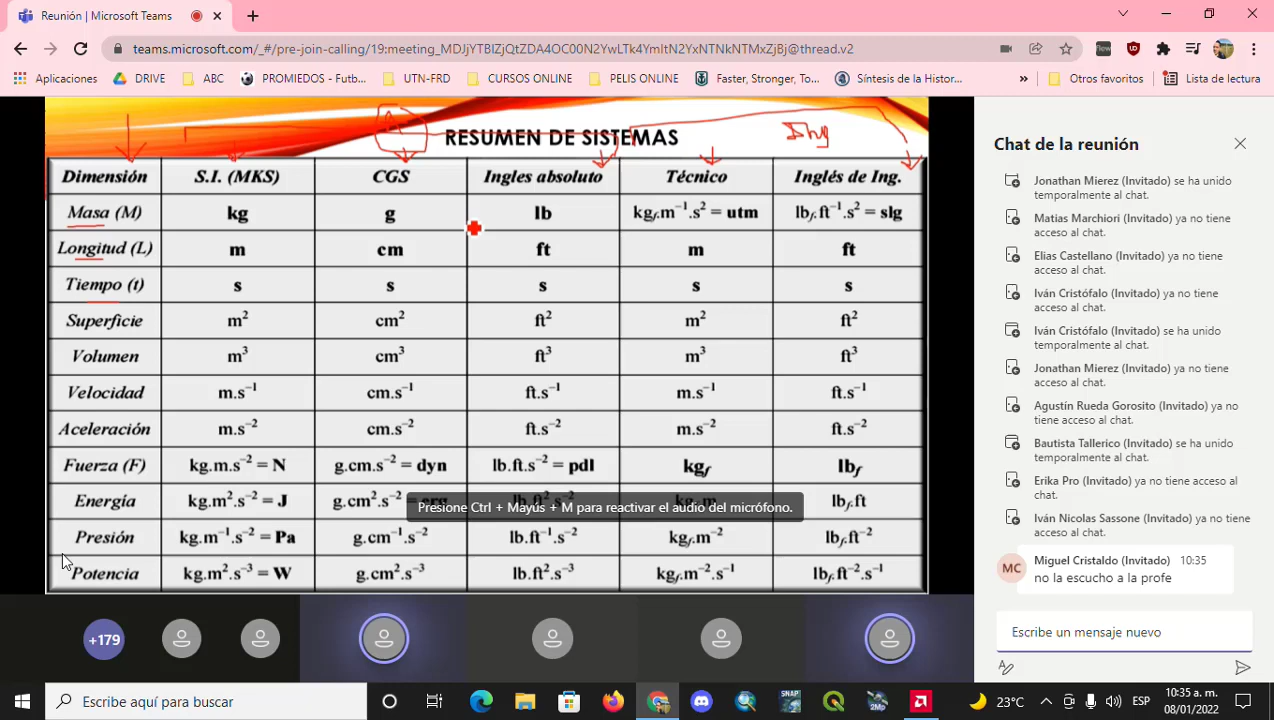 Reunión | Microsoft Teams
teams.microsoft.com/_#/pre-join-calling/19:meeting_MDJjYTBlZjQtZDA4OC00N2YwLTk4YmItN2YxNTNkNTMxZjBj@thread.v2
Aplicaciones DRIVE ABC PROMIEDOS - Futb... UTN-FRD CURSOS ONLINE PELIS ONLINE Faster, Stronger, To... Síntesis de la Histor... » Otros favoritos Lista de lectura
RESUMEN DE SISTEMAS
Dimensión S.I. (MKS) CGS Ingles absoluto Técnico Inglés de Ing.
Masa (M) kg g lb kgf.m⁻¹.s² = utm lbf.ft⁻¹.s² = slg
Longitud (L) m cm ft m ft
Tiempo (t) s s s s s
Superficie m² cm² ft² m² ft²
Volumen m³ cm³ ft³ m³ ft³
Velocidad m.s⁻¹ cm.s⁻¹ ft.s⁻¹ m.s⁻¹ ft.s⁻¹
Aceleración m.s⁻² cm.s⁻² ft.s⁻² m.s⁻² ft.s⁻²
Fuerza (F) kg.m.s⁻² = N g.cm.s⁻² = dyn lb.ft.s⁻² = pdl kgf lbf
Energía kg.m².s⁻² = J g.cm².s⁻² = erg lb.ft².s⁻² kgf.m lbf.ft
Presione Ctrl + Mayús + M para reactivar el audio del micrófono.
Presión kg.m⁻¹.s⁻² = Pa g.cm⁻¹.s⁻² lb.ft⁻¹.s⁻² kgf.m⁻² lbf.ft⁻²
Potencia kg.m².s⁻³ = W g.cm².s⁻³ lb.ft².s⁻³ kgf.m⁻².s⁻¹ lbf.ft⁻².s⁻¹
+179
Chat de la reunión
Jonathan Mierez (Invitado) se ha unido
temporalmente al chat.
Matías Marchiori (Invitado) ya no tiene
acceso al chat.
Elias Castellano (Invitado) ya no tiene
acceso al chat.
Iván Cristófalo (Invitado) ya no tiene
acceso al chat.
Iván Cristófalo (Invitado) se ha unido
temporalmente al chat.
Jonathan Mierez (Invitado) ya no tiene
acceso al chat.
Agustín Rueda Gorosito (Invitado) ya no
tiene acceso al chat.
Bautista Tallerico (Invitado) se ha unido
temporalmente al chat.
Erika Pro (Invitado) ya no tiene acceso al
chat.
Iván Nicolas Sassone (Invitado) ya no tiene
acceso al chat.
MC
Miguel Cristaldo (Invitado) 10:35
no la escucho a la profe
Escribe un mensaje nuevo
Escribe aquí para buscar
23°C ESP
10:35 a. m.
08/01/2022